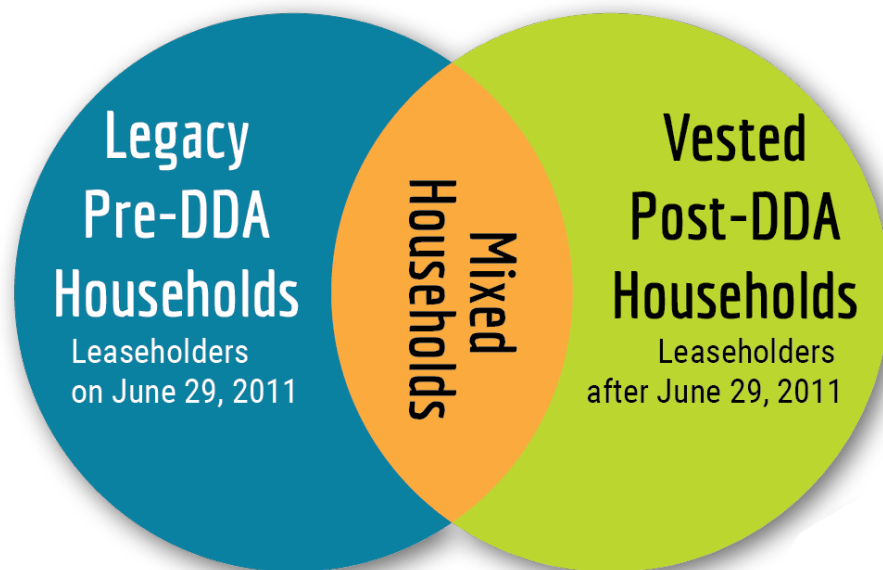 Legacy
Pre-DDA
Households
Leaseholders
on June 29, 2011
Mixed
Households
Vested
Post-DDA
Households
Leaseholders
after June 29, 2011